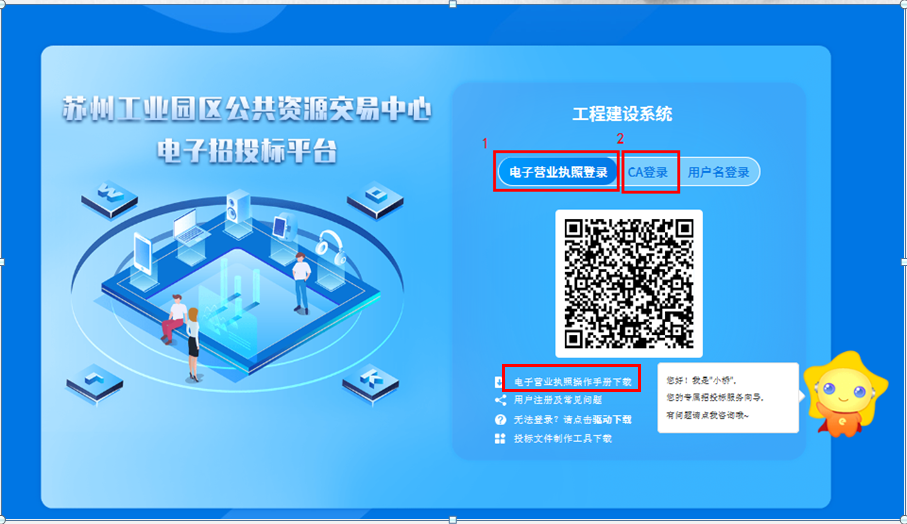 苏州工业园区公共资源交易中心
电子招投标平台
工程建设系统
1
2
电子营业执照登录
CA登录
用户名登录
W
O
L
K
电子营业执照操作手册下载
用户注册及常见问题
无法登录？请点击驱动下载
投标文件制作工具下载
您好！我是"小桥"，
您的专属招投标服务向导。
有问题请点我咨询哦~